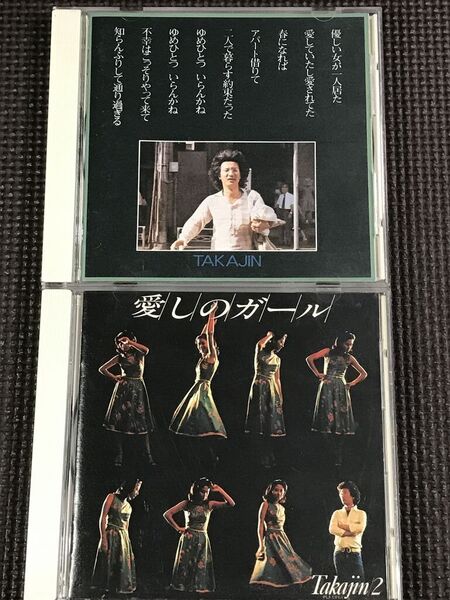 優しい女が一人居た
愛していたし愛されてた
春になれば
アパート借りて
二人で暮らす約束だった
ゆめひとつ いらんかね
ゆめひとつ いらんかね
不幸はこっそりやって来て
知らんふりして通り過ぎる
TAKAJIN
愛しのガール
Takajin 2